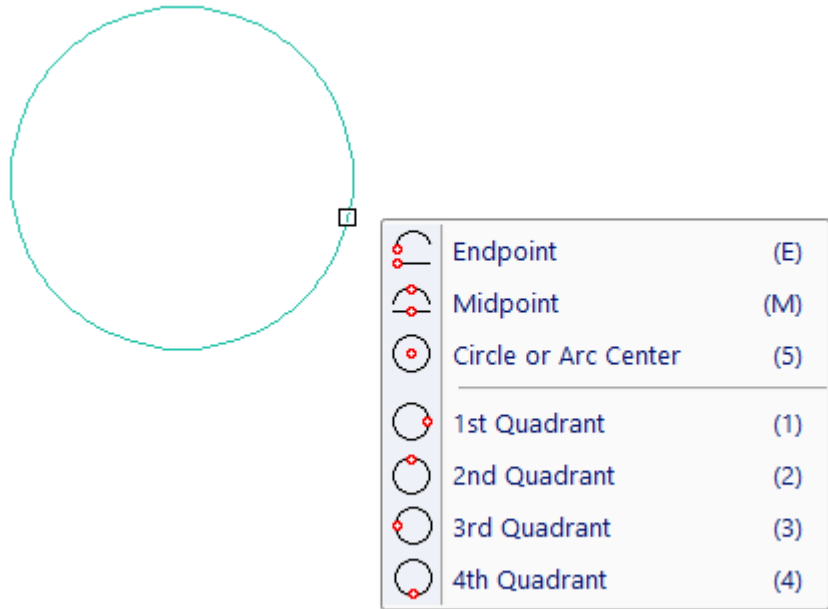 Endpoint (E)
Midpoint (M)
Circle or Arc Center (5)
1st Quadrant (1)
2nd Quadrant (2)
3rd Quadrant (3)
4th Quadrant (4)